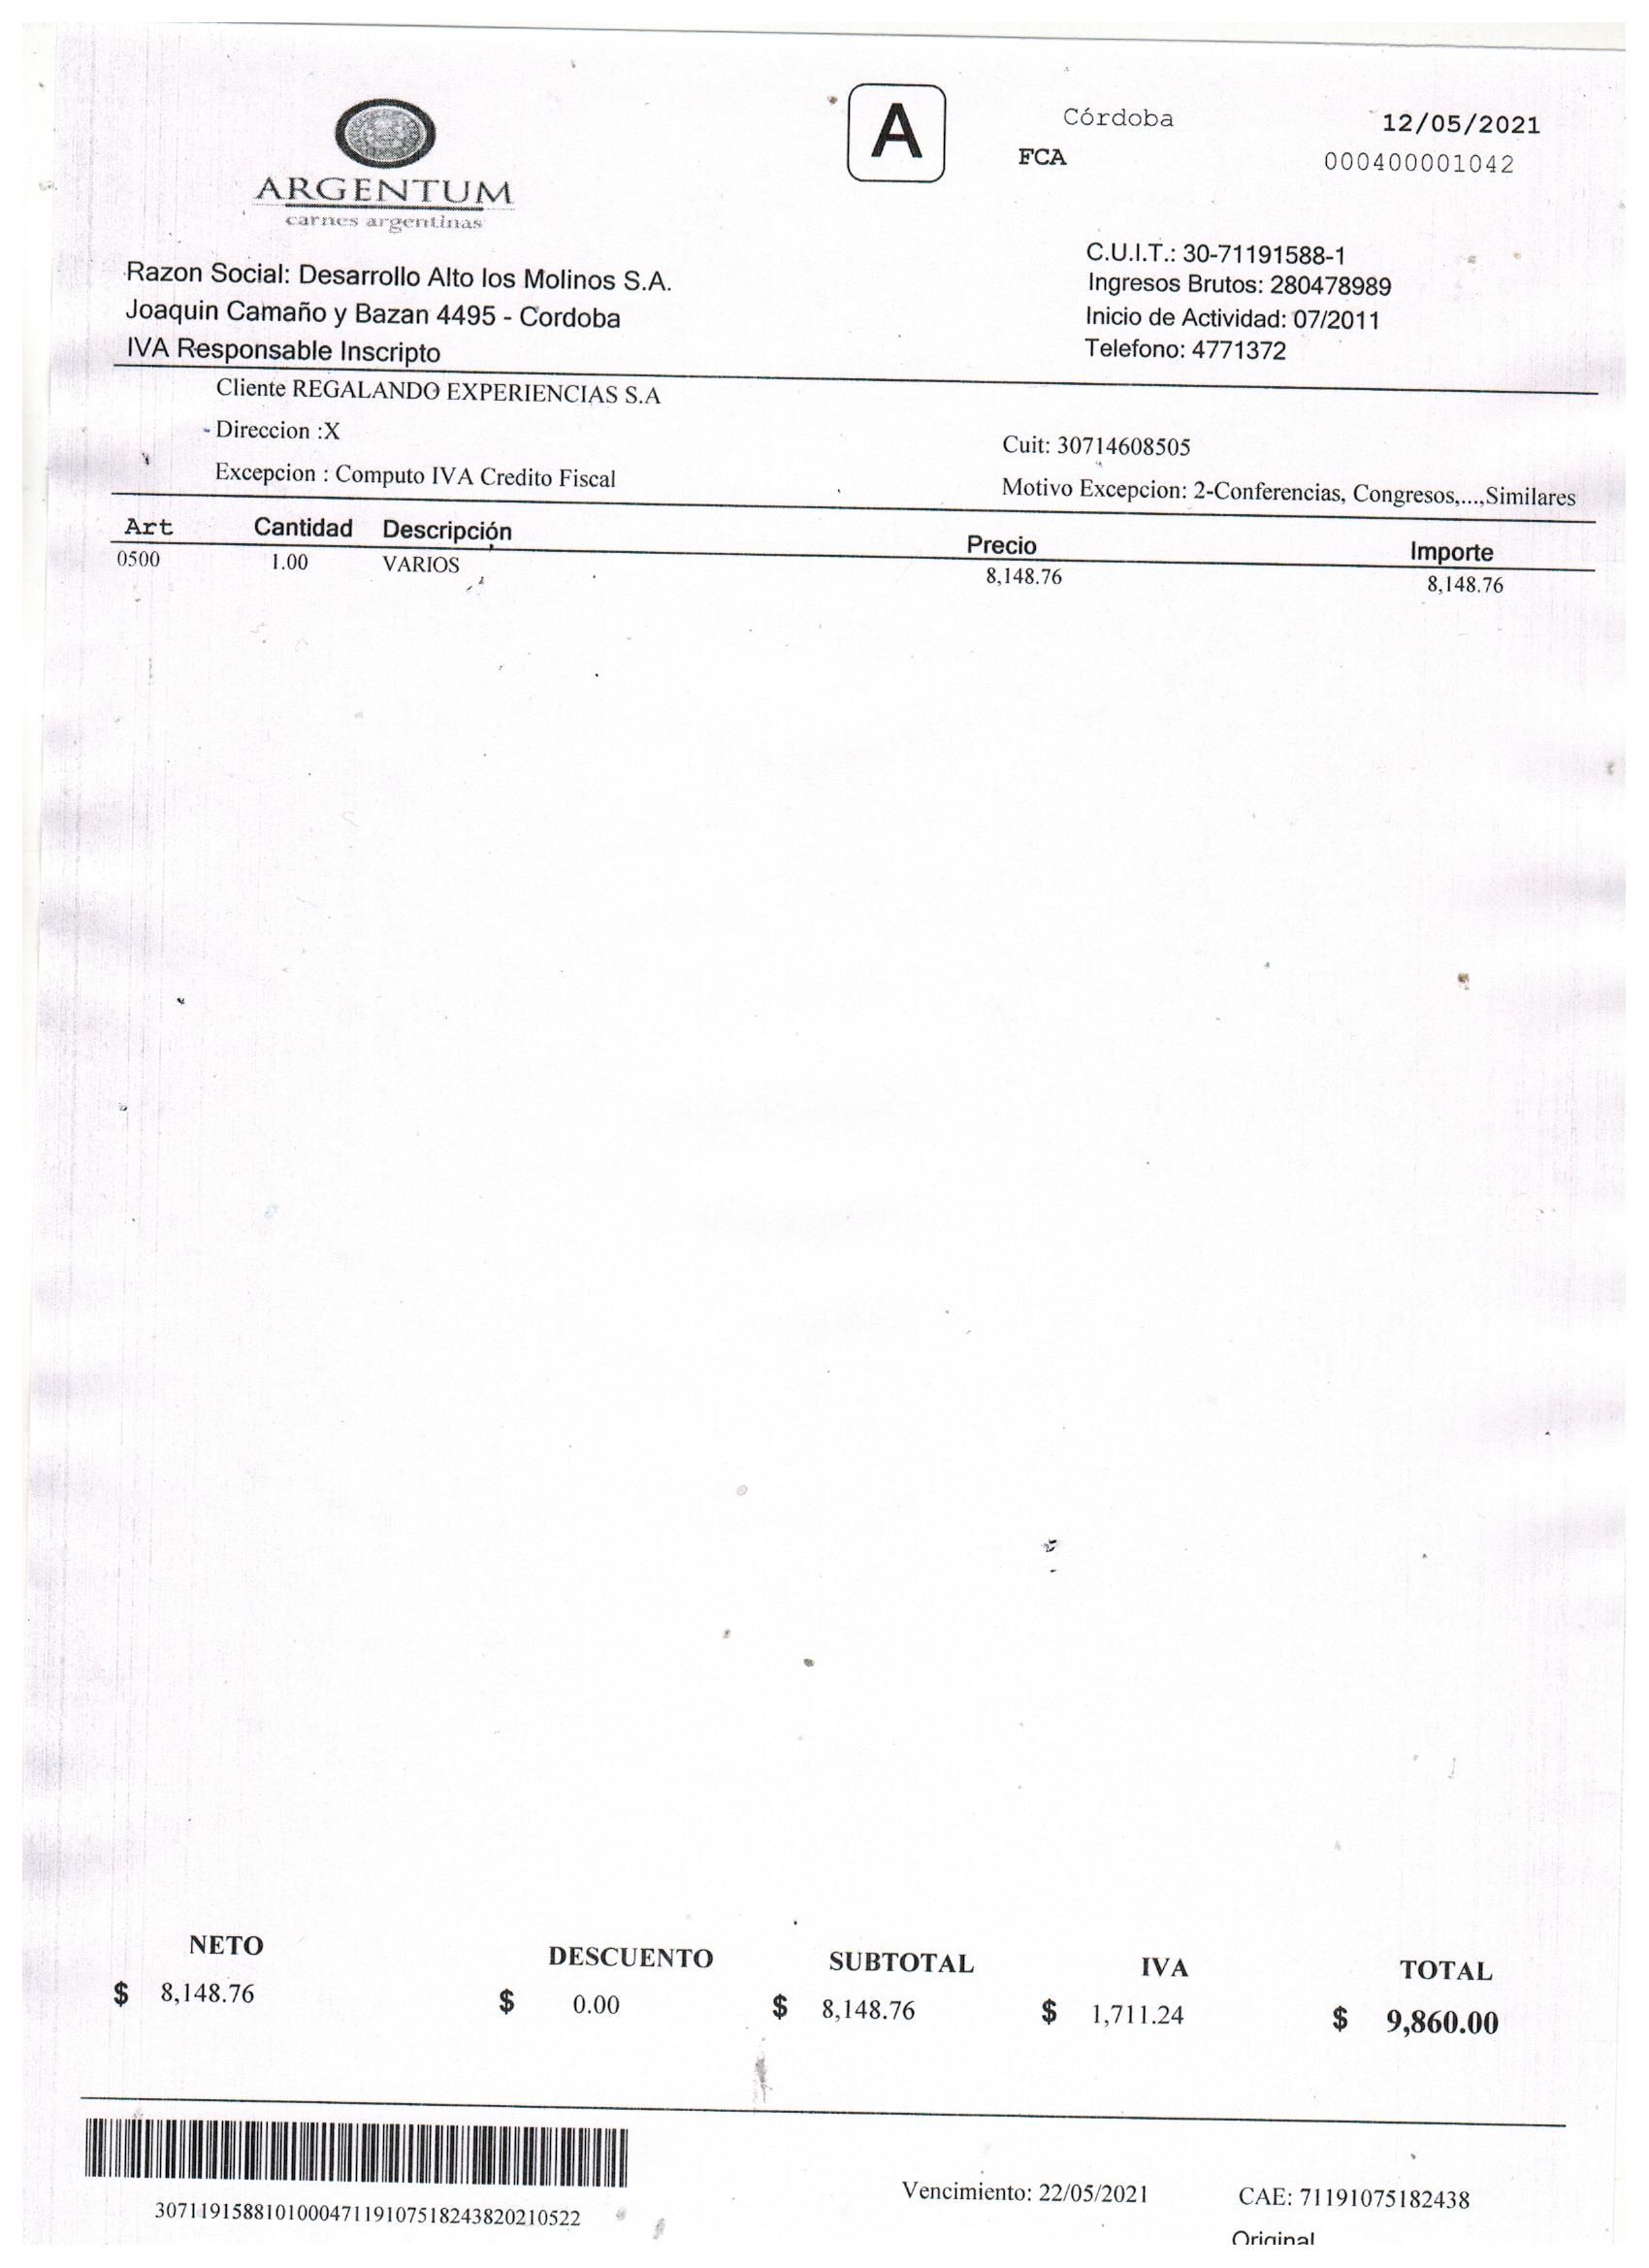 A
Córdoba 12/05/2021
FCA 000400001042
ARGENTUM
carnes argentinas
C.U.I.T.: 30-71191588-1
Razon Social: Desarrollo Alto los Molinos S.A. Ingresos Brutos: 280478989
Joaquin Camaño y Bazan 4495 - Cordoba Inicio de Actividad: 07/2011
IVA Responsable Inscripto Telefono: 4771372
Cliente REGALANDO EXPERIENCIAS S.A
Direccion :X Cuit: 30714608505
Excepcion : Computo IVA Credito Fiscal Motivo Excepcion: 2-Conferencias, Congresos,...,Similares
Art Cantidad Descripción Precio Importe
0500 1.00 VARIOS 8,148.76 8,148.76
NETO DESCUENTO SUBTOTAL IVA TOTAL
$ 8,148.76 $ 0.00 $ 8,148.76 $ 1,711.24 $ 9,860.00
Vencimiento: 22/05/2021 CAE: 71191075182438
307119158810100047119107518243820210522
Original